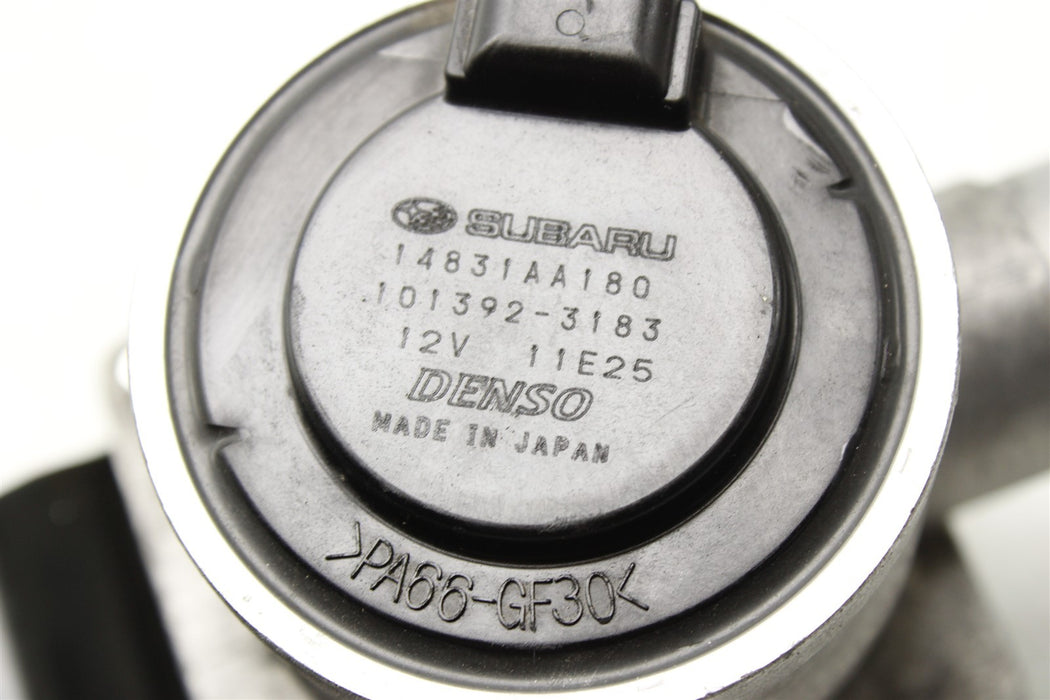 SUBARU
14831AA180
101392-3183
12V 11E25
DENSO
MADE IN JAPAN
>PA66-GF30<